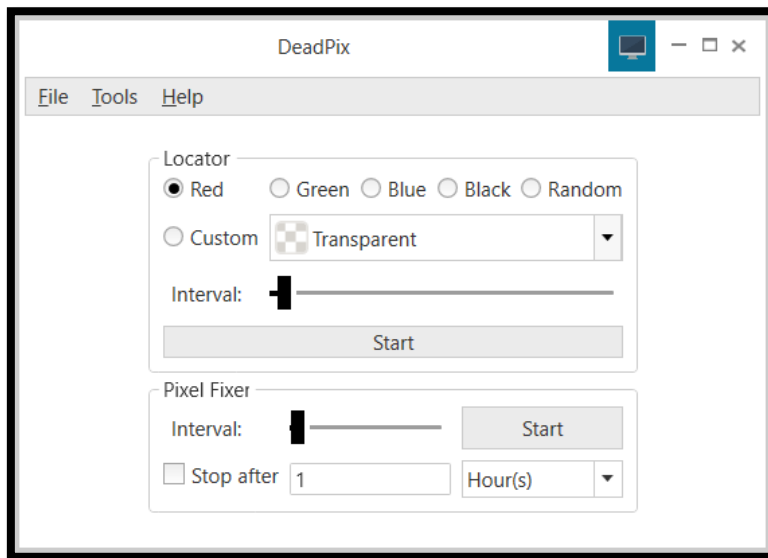 DeadPix
File Tools Help
Locator
Red Green Blue Black Random
Custom Transparent
Interval:
Start
Pixel Fixer
Interval: Start
Stop after 1 Hour(s)